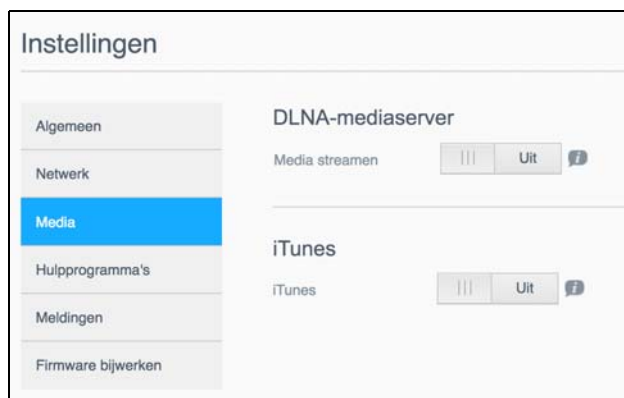 Instellingen
Algemeen
Netwerk
Media
Hulpprogramma's
Meldingen
Firmware bijwerken
DLNA-mediaserver
Media streamen Uit
iTunes
iTunes Uit